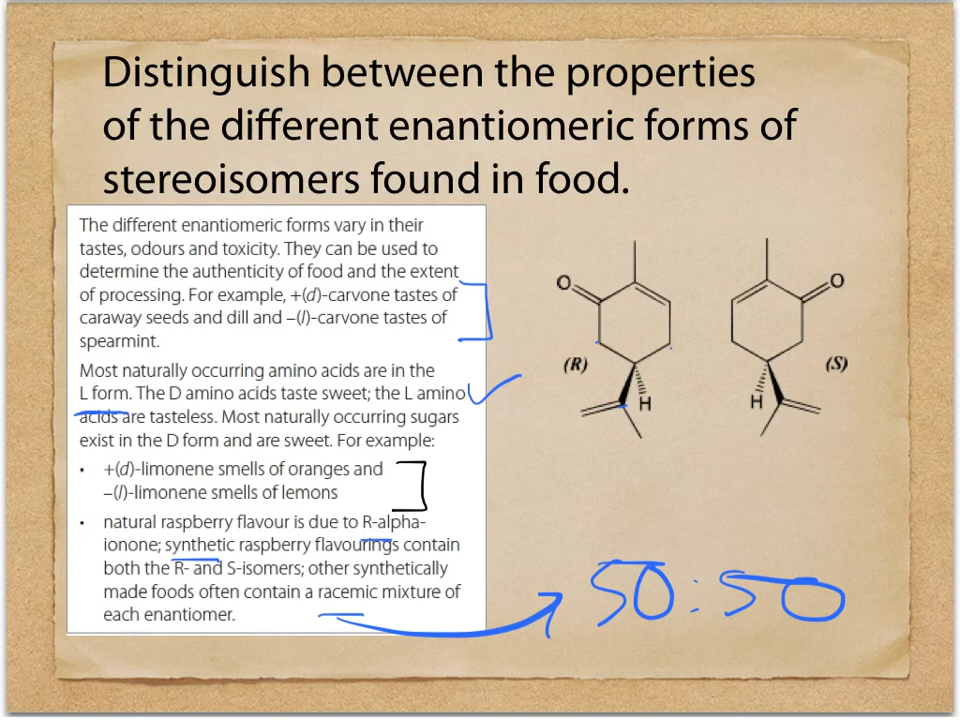 Distinguish between the properties
of the different enantiomeric forms of
stereoisomers found in food.
The different enantiomeric forms vary in their
tastes, odours and toxicity. They can be used to
determine the authenticity of food and the extent
of processing. For example, +(d)-carvone tastes of
caraway seeds and dill and –(l)-carvone tastes of
spearmint.
Most naturally occurring amino acids are in the
L form. The D amino acids taste sweet; the L amino
acids are tasteless. Most naturally occurring sugars
exist in the D form and are sweet. For example:
• +(d)-limonene smells of oranges and
–(l)-limonene smells of lemons
• natural raspberry flavour is due to R-alpha-
ionone; synthetic raspberry flavourings contain
both the R- and S-isomers; other synthetically
made foods often contain a racemic mixture of
each enantiomer.
O
(R)
H
O
(S)
H
50:50